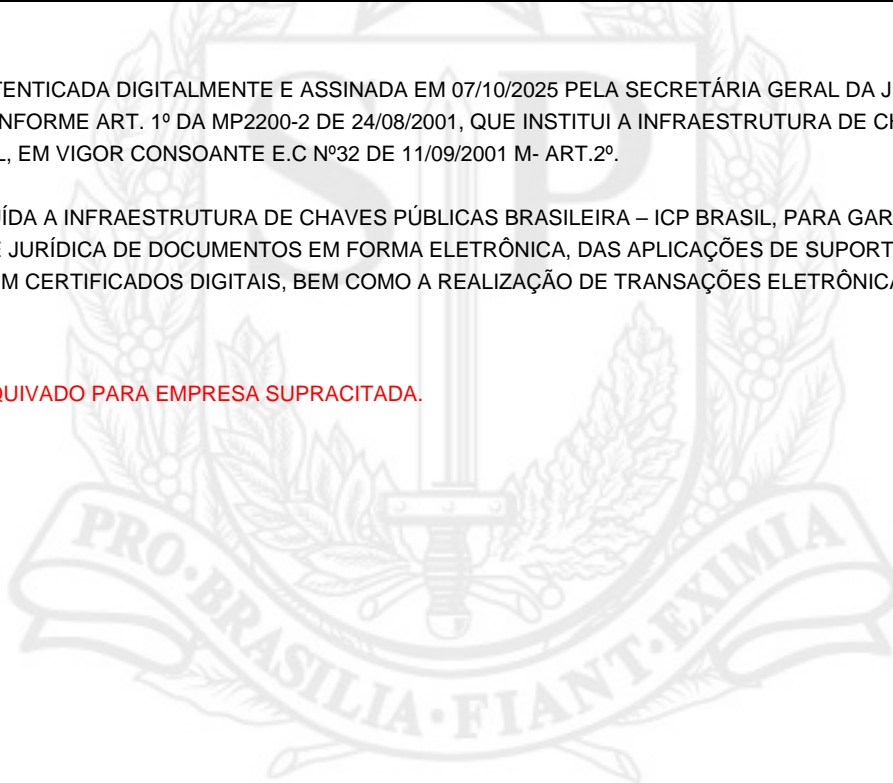 TENTICADA DIGITALMENTE E ASSINADA EM 07/10/2025 PELA SECRETÁRIA GERAL DA J
NFORME ART. 1º DA MP2200-2 DE 24/08/2001, QUE INSTITUI A INFRAESTRUTURA DE CH
L, EM VIGOR CONSOANTE E.C Nº32 DE 11/09/2001 M- ART.2º.
UÍDA A INFRAESTRUTURA DE CHAVES PÚBLICAS BRASILEIRA – ICP BRASIL, PARA GAR
E JURÍDICA DE DOCUMENTOS EM FORMA ELETRÔNICA, DAS APLICAÇÕES DE SUPORT
M CERTIFICADOS DIGITAIS, BEM COMO A REALIZAÇÃO DE TRANSAÇÕES ELETRÔNICA
QUIVADO PARA EMPRESA SUPRACITADA.
SP
PRO·BRASILIA·FIANT·EXIMIA